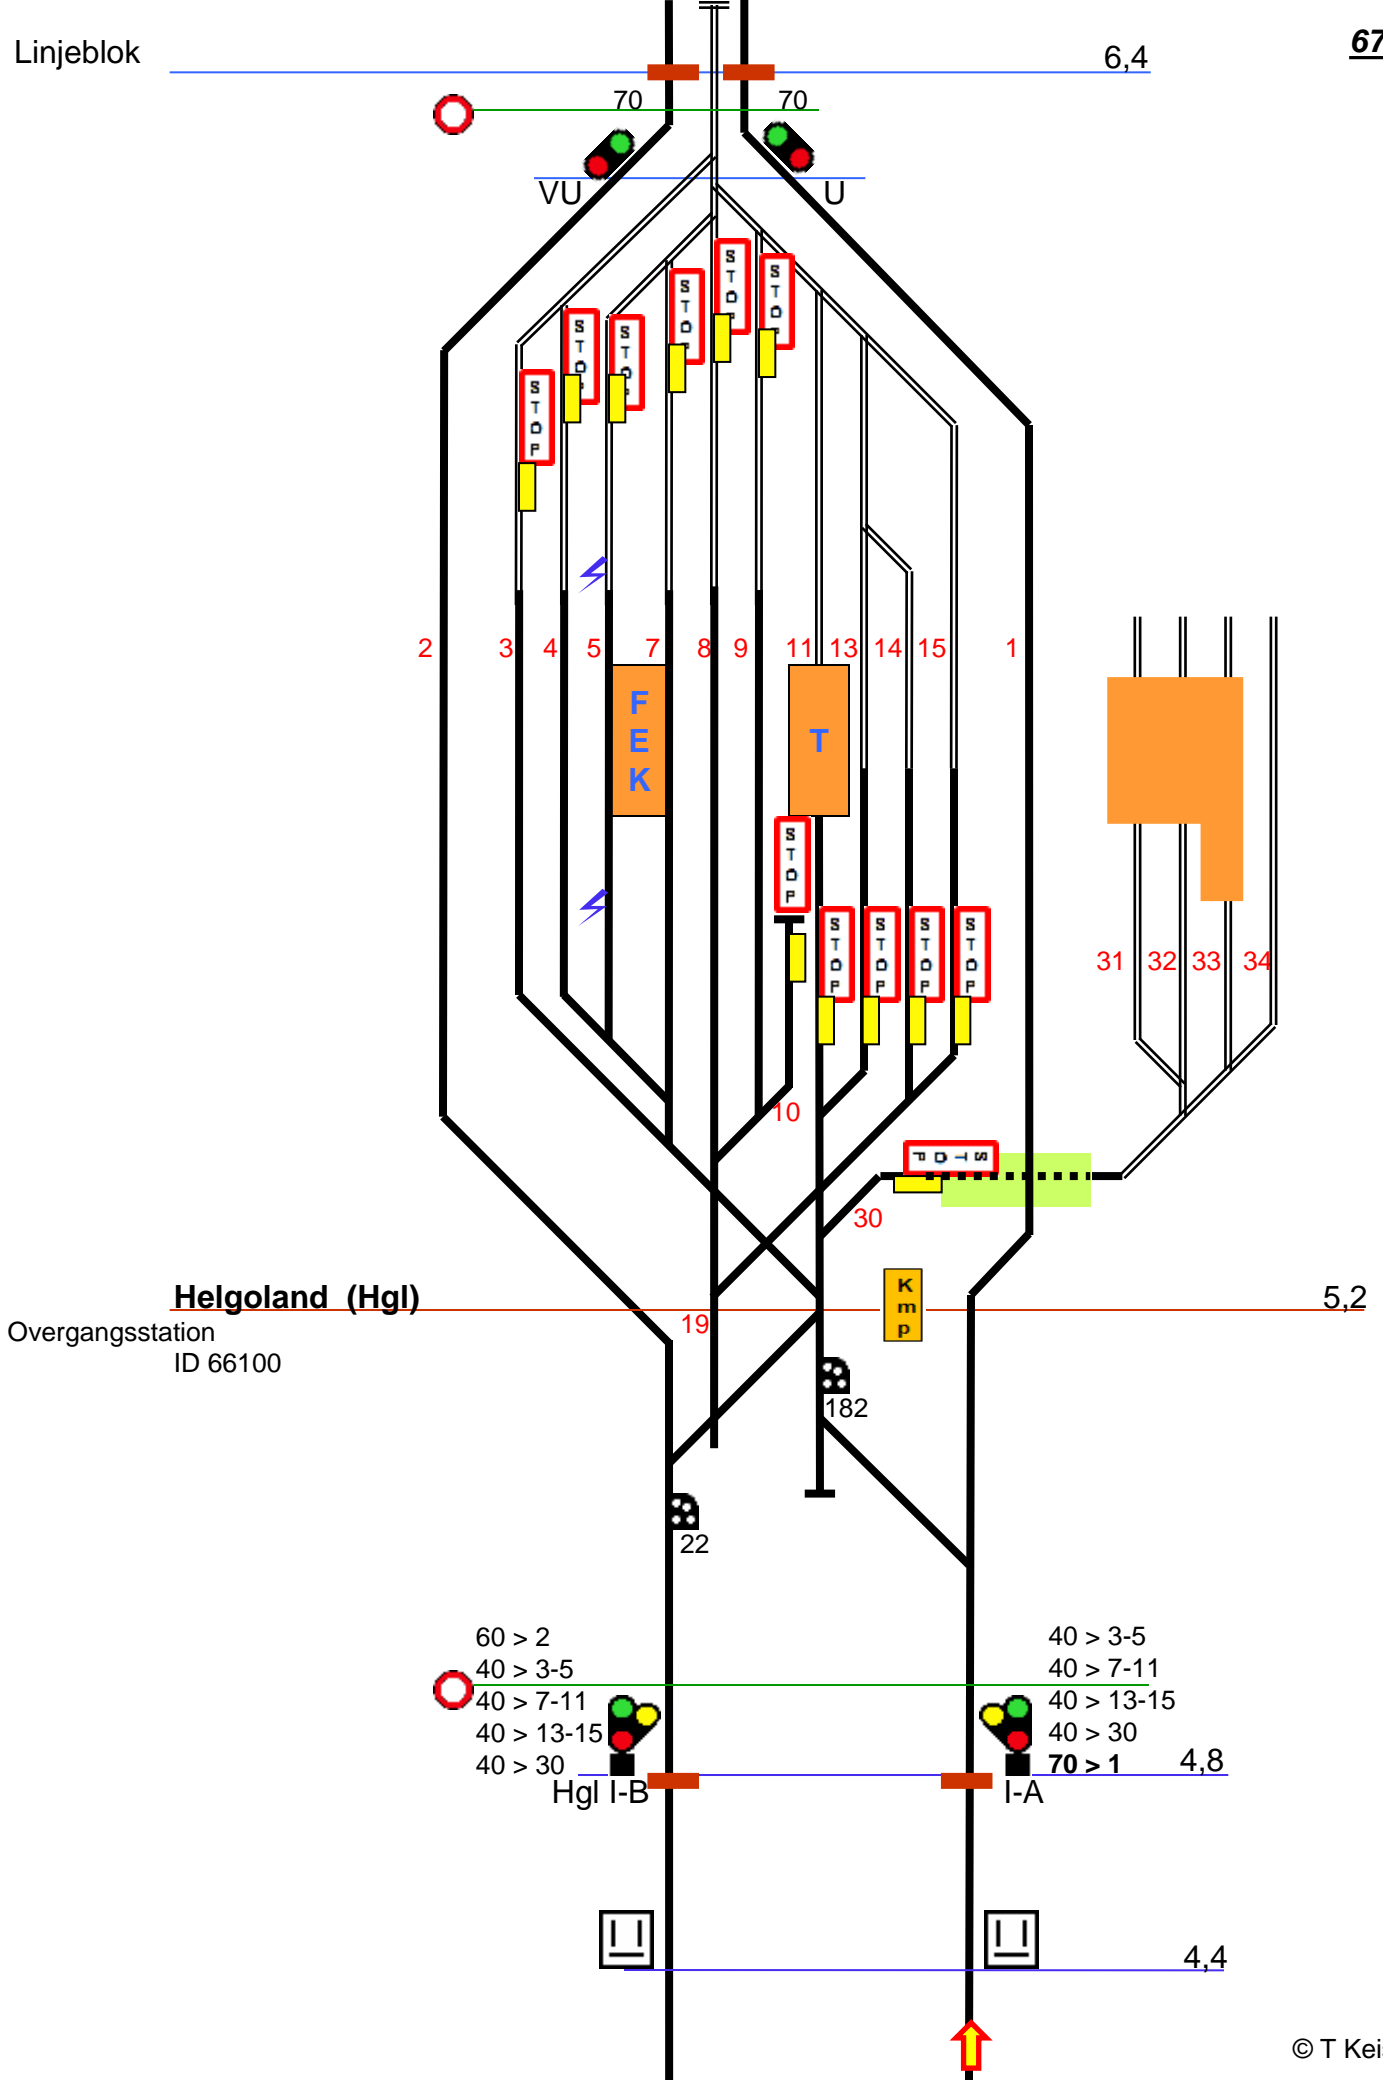 Linjeblok
6,4
67
70
70
VU
U
S T O P
S T O P
S T O P
S T O P
S T O P
S T O P
2
3
4
5
7
8
9
11
13
14
15
1
F E K
T
S T O P
S T O P
S T O P
S T O P
S T O P
31
32
33
34
10
S T O P
30
Helgoland (Hgl)
K m p
5,2
Overgangsstation
19
ID 66100
182
22
60 > 2
40 > 3-5
40 > 7-11
40 > 13-15
40 > 30
40 > 3-5
40 > 7-11
40 > 13-15
40 > 30
70 > 1
4,8
Hgl I-B
I-A
4,4
© T Kei